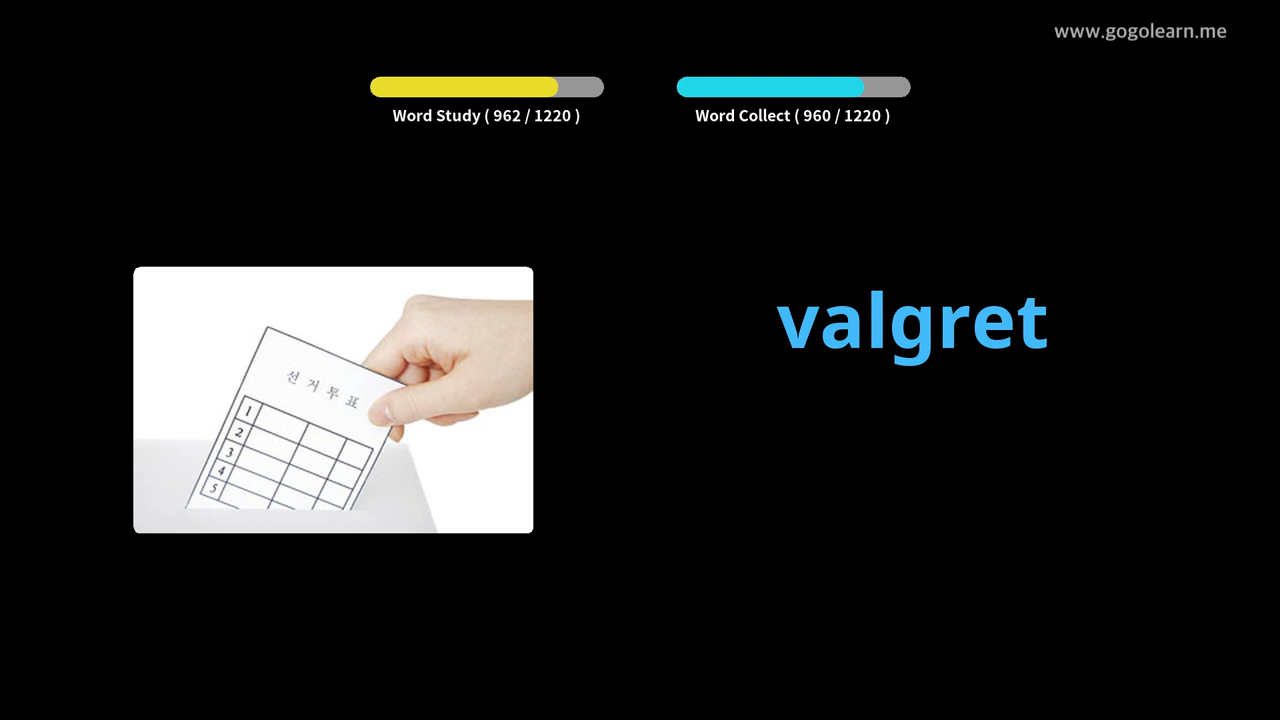 www.gogolearn.me
Word Study ( 962 / 1220 )
Word Collect ( 960 / 1220 )
valgret
선거투표
1
2
3
4
5